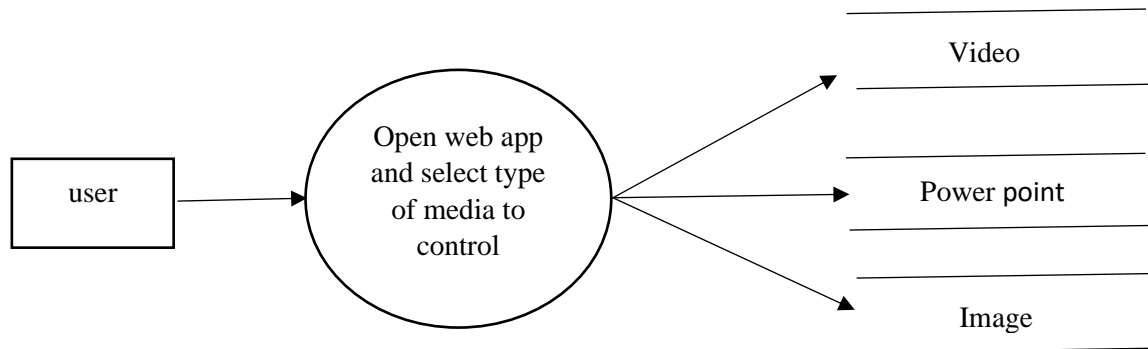 user
Open web app
and select type
of media to
control
Video
Power point
Image